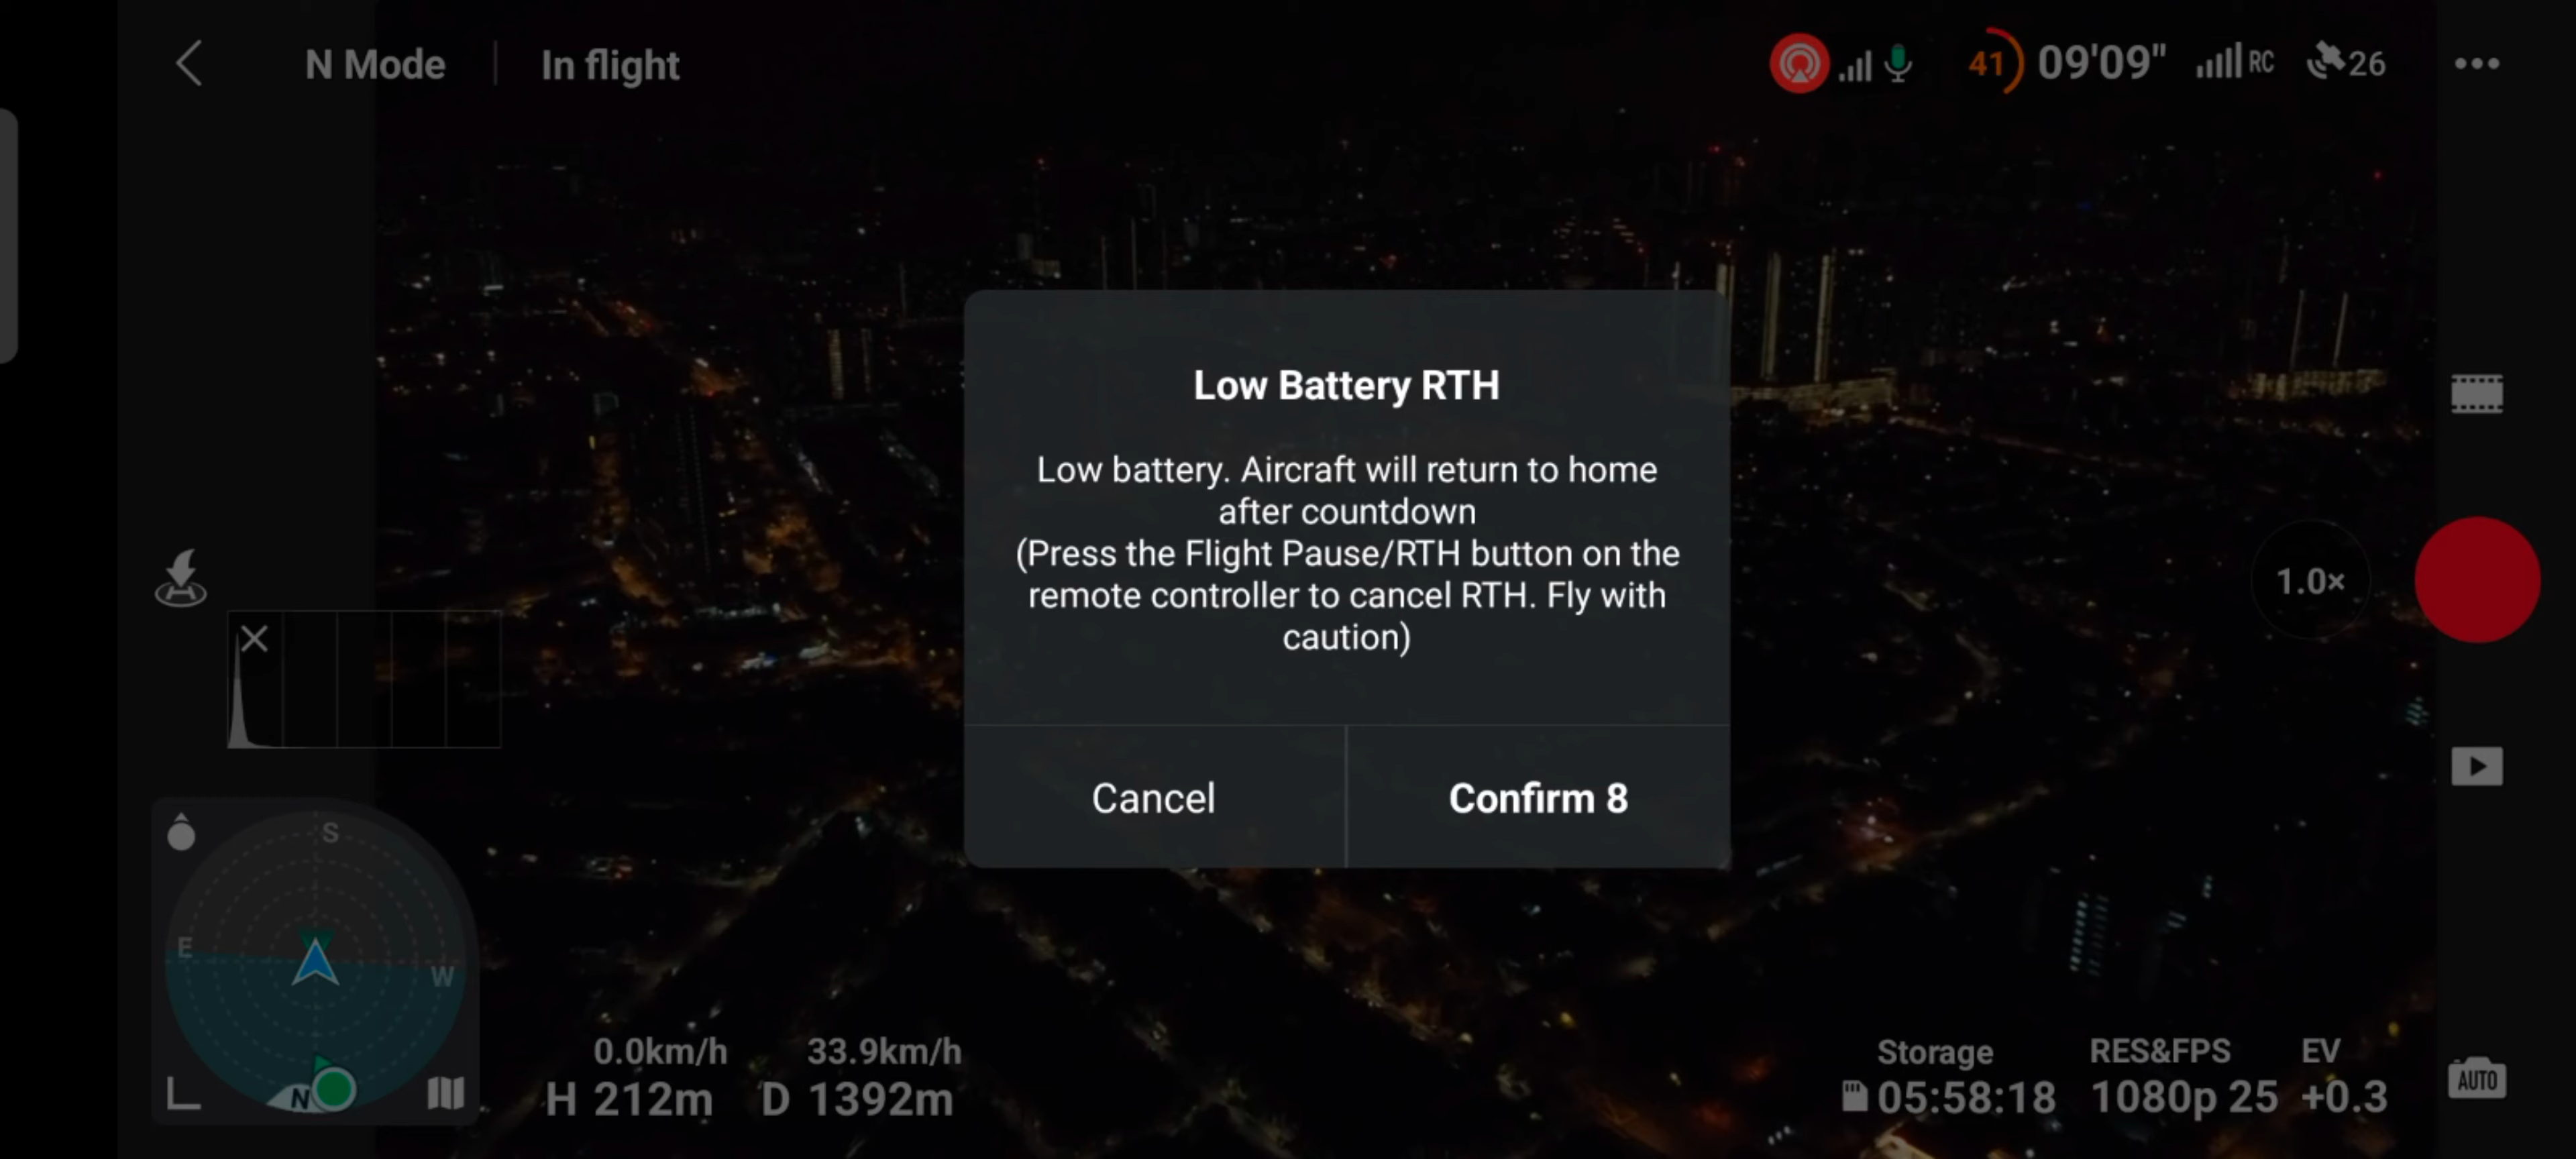 N Mode | In flight
41 09'09" RC 26
Low Battery RTH
Low battery. Aircraft will return to home
after countdown
(Press the Flight Pause/RTH button on the
remote controller to cancel RTH. Fly with
caution)
Cancel
Confirm 8
1.0×
S
E
W
N
0.0km/h 33.9km/h
H 212m D 1392m
Storage RES&FPS EV
05:58:18 1080p 25 +0.3
AUTO